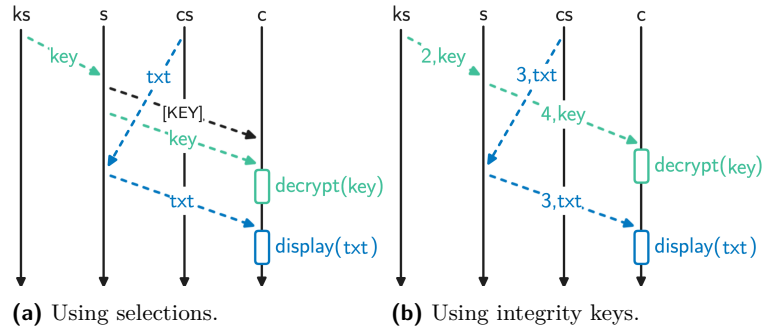 ks s cs c ks s cs c
key 2,key
txt 3,txt
[KEY] 4,key
key
decrypt(key) decrypt(key)
txt 3,txt
display(txt) display(txt)
(a) Using selections. (b) Using integrity keys.